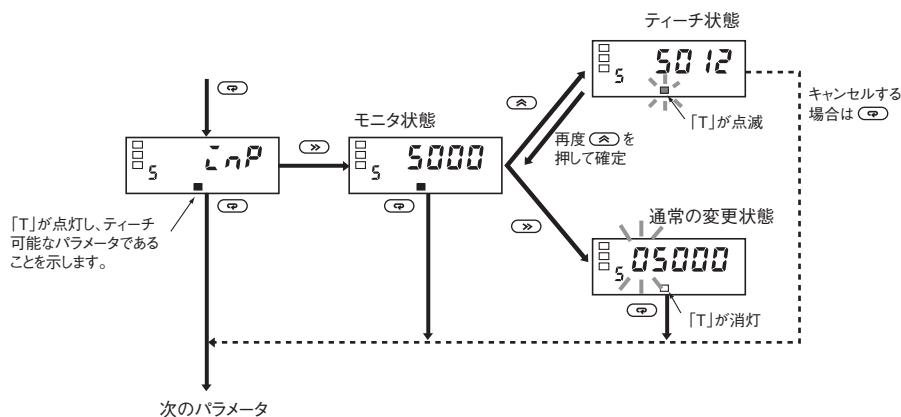 ティーチ状態
S 5012
「T」が点滅
キャンセルする
場合は
モニタ状態
再度 を
押して確定
S InP
S 5000
「T」が点灯し、ティーチ
可能なパラメータである
ことを示します。
通常の変更状態
S 05000
「T」が消灯
次のパラメータ